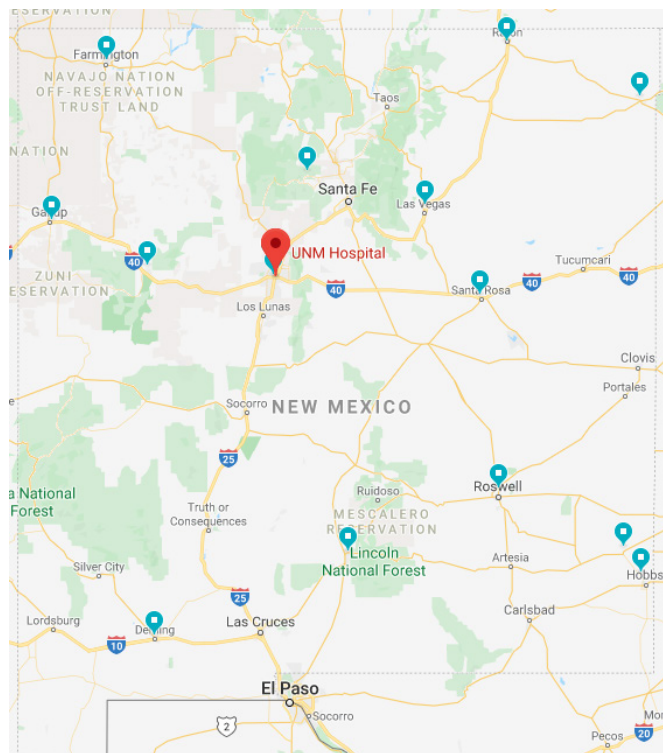 Raton
Farmington
NAVAJO NATION
OFF-RESERVATION
TRUST LAND
Taos
NATION
Santa Fe
Las Vegas
Gallup
UNM Hospital
40
ZUNI
ESERVATION
Tucumcari
40
40
40
Santa Rosa
Los Lunas
Clovis
Portales
Socorro
NEW MEXICO
25
Roswell
a National
Forest
Ruidoso
Truth or
Consequences
MESCALERO
RESERVATION
Lincoln
National Forest
Artesia
Silver City
Hobbs
25
Carlsbad
Lordsburg
Deming
Las Cruces
10
El Paso
Socorro
2
Mo
20
Pecos